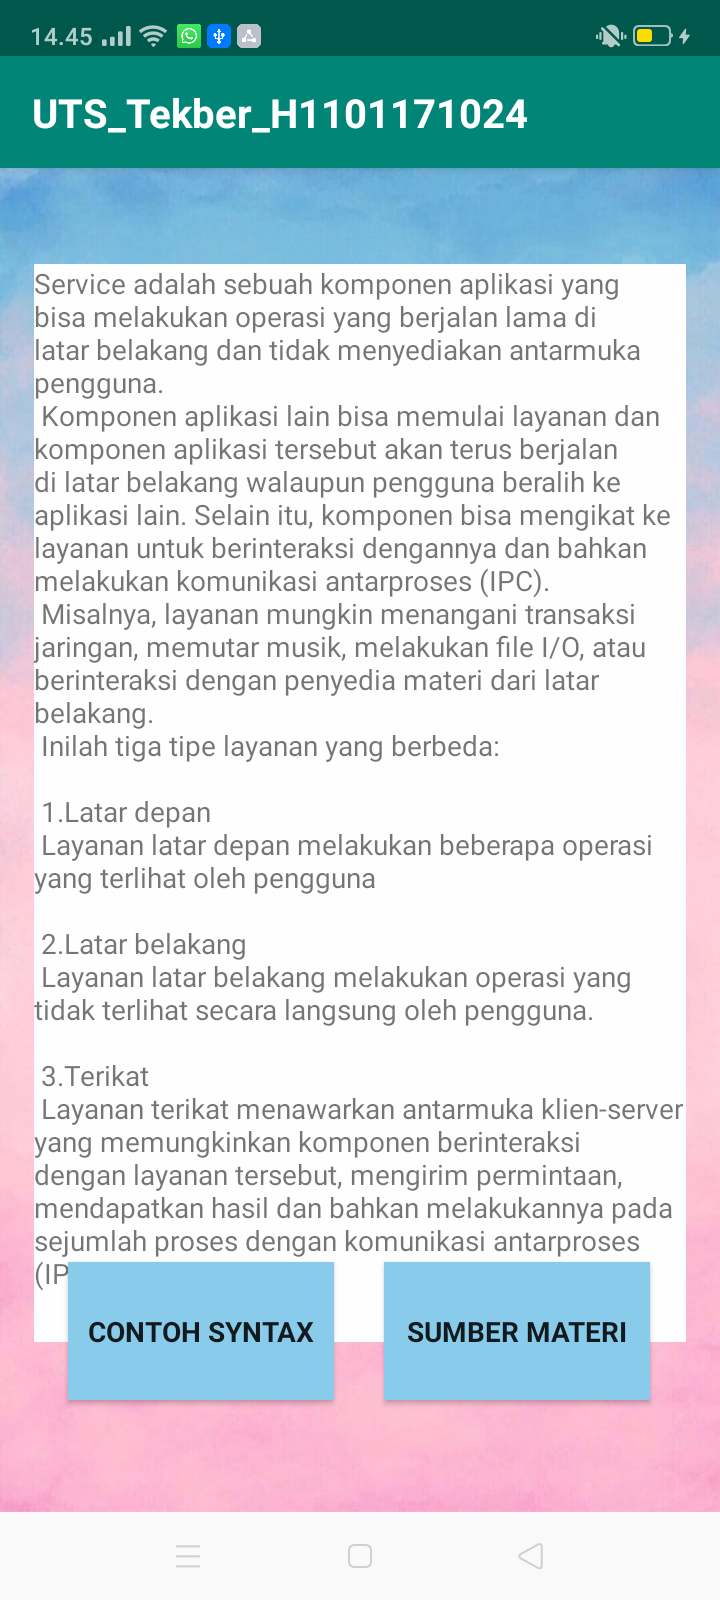 14.45
UTS_Tekber_H1101171024
Service adalah sebuah komponen aplikasi yang
bisa melakukan operasi yang berjalan lama di
latar belakang dan tidak menyediakan antarmuka
pengguna.
Komponen aplikasi lain bisa memulai layanan dan
komponen aplikasi tersebut akan terus berjalan
di latar belakang walaupun pengguna beralih ke
aplikasi lain. Selain itu, komponen bisa mengikat ke
layanan untuk berinteraksi dengannya dan bahkan
melakukan komunikasi antarproses (IPC).
Misalnya, layanan mungkin menangani transaksi
jaringan, memutar musik, melakukan file I/O, atau
berinteraksi dengan penyedia materi dari latar
belakang.
Inilah tiga tipe layanan yang berbeda:
1.Latar depan
Layanan latar depan melakukan beberapa operasi
yang terlihat oleh pengguna
2.Latar belakang
Layanan latar belakang melakukan operasi yang
tidak terlihat secara langsung oleh pengguna.
3.Terikat
Layanan terikat menawarkan antarmuka klien-server
yang memungkinkan komponen berinteraksi
dengan layanan tersebut, mengirim permintaan,
mendapatkan hasil dan bahkan melakukannya pada
sejumlah proses dengan komunikasi antarproses
(IP
CONTOH SYNTAX
SUMBER MATERI